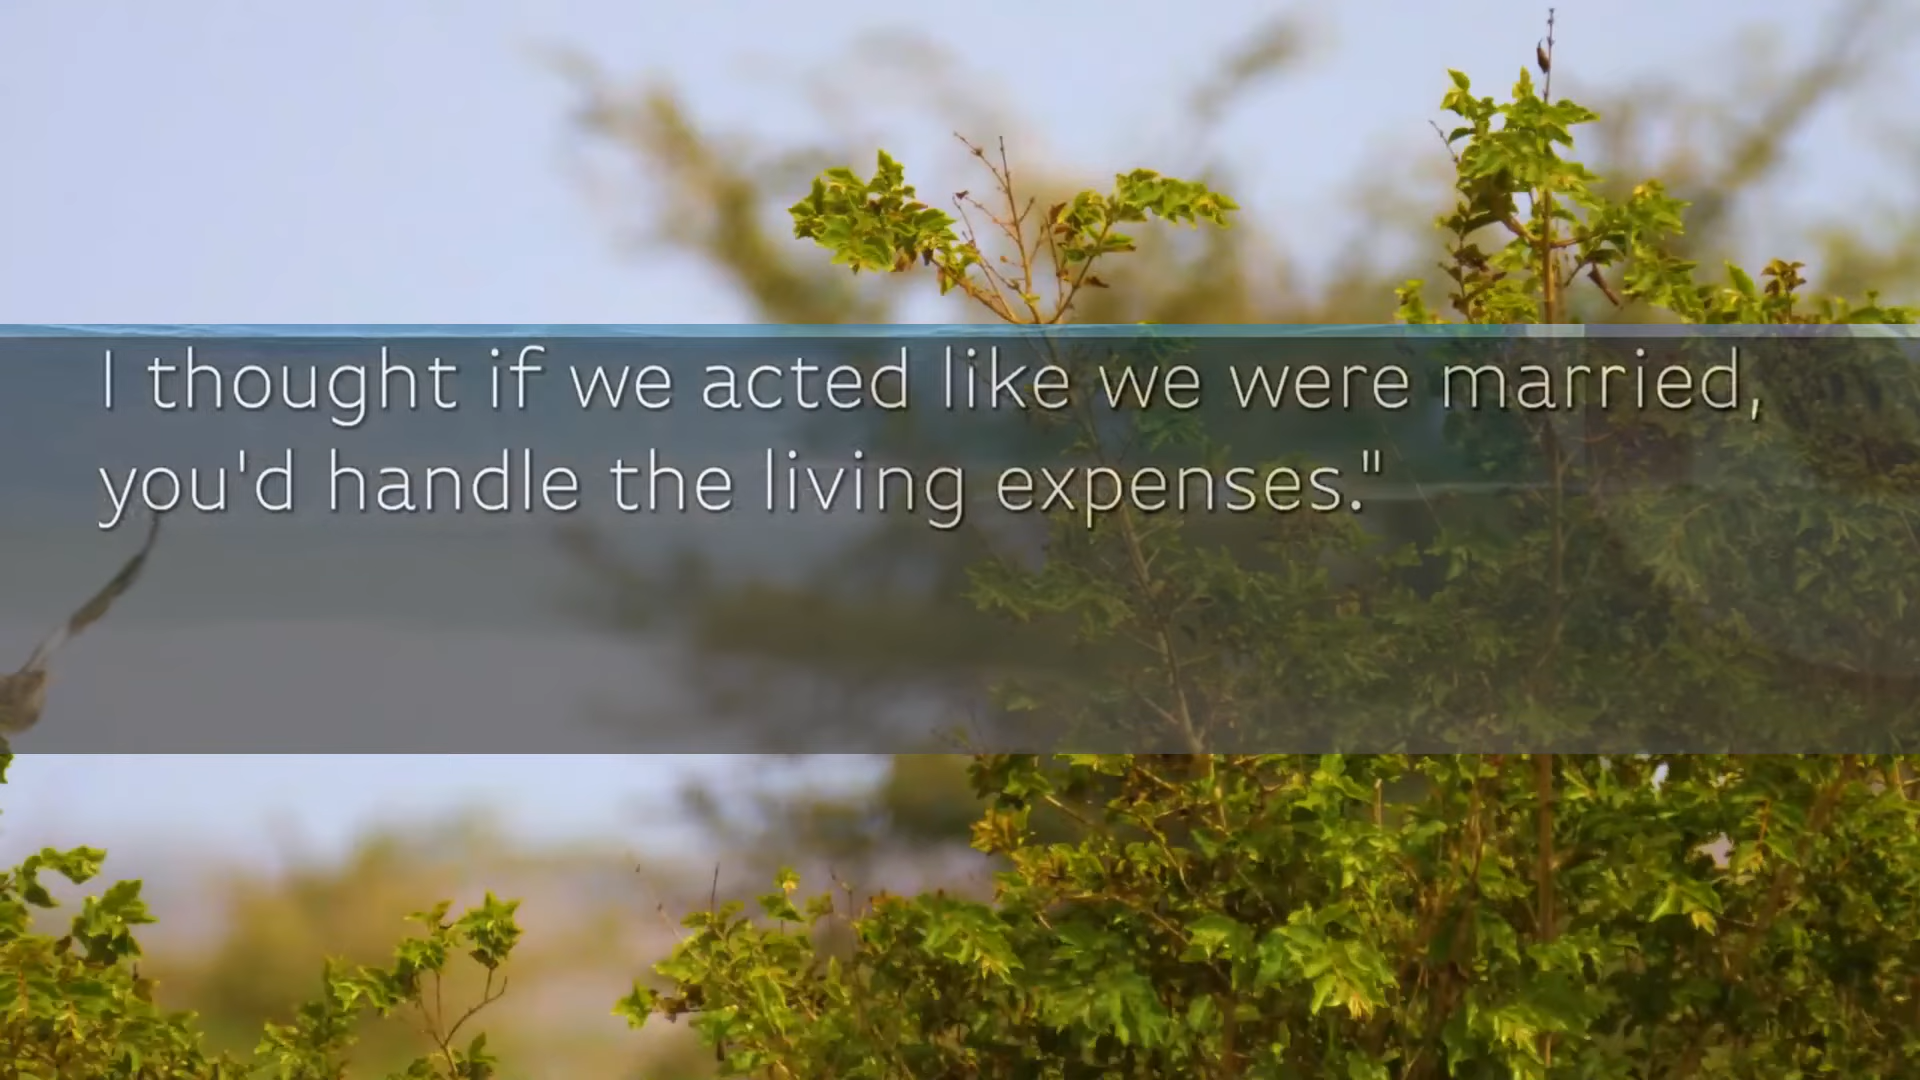 I thought if we acted like we were married,
you'd handle the living expenses."